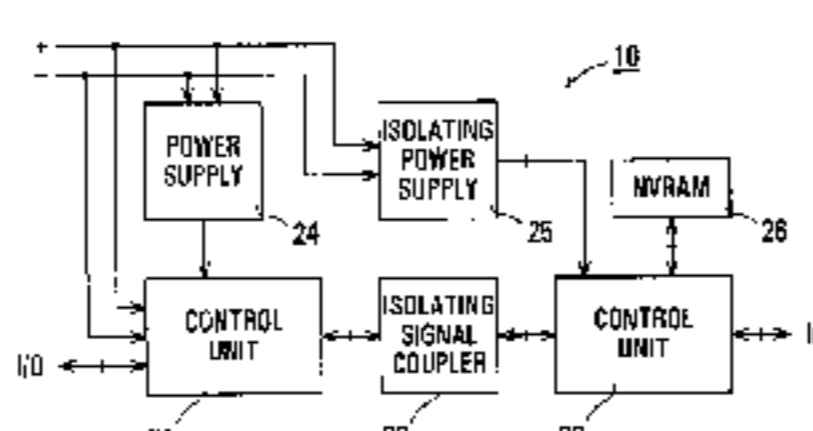 +
10
−
POWER
SUPPLY
ISOLATING
POWER
SUPPLY
NVRAM
24
25
26
CONTROL
UNIT
ISOLATING
SIGNAL
COUPLER
CONTROL
UNIT
I/O